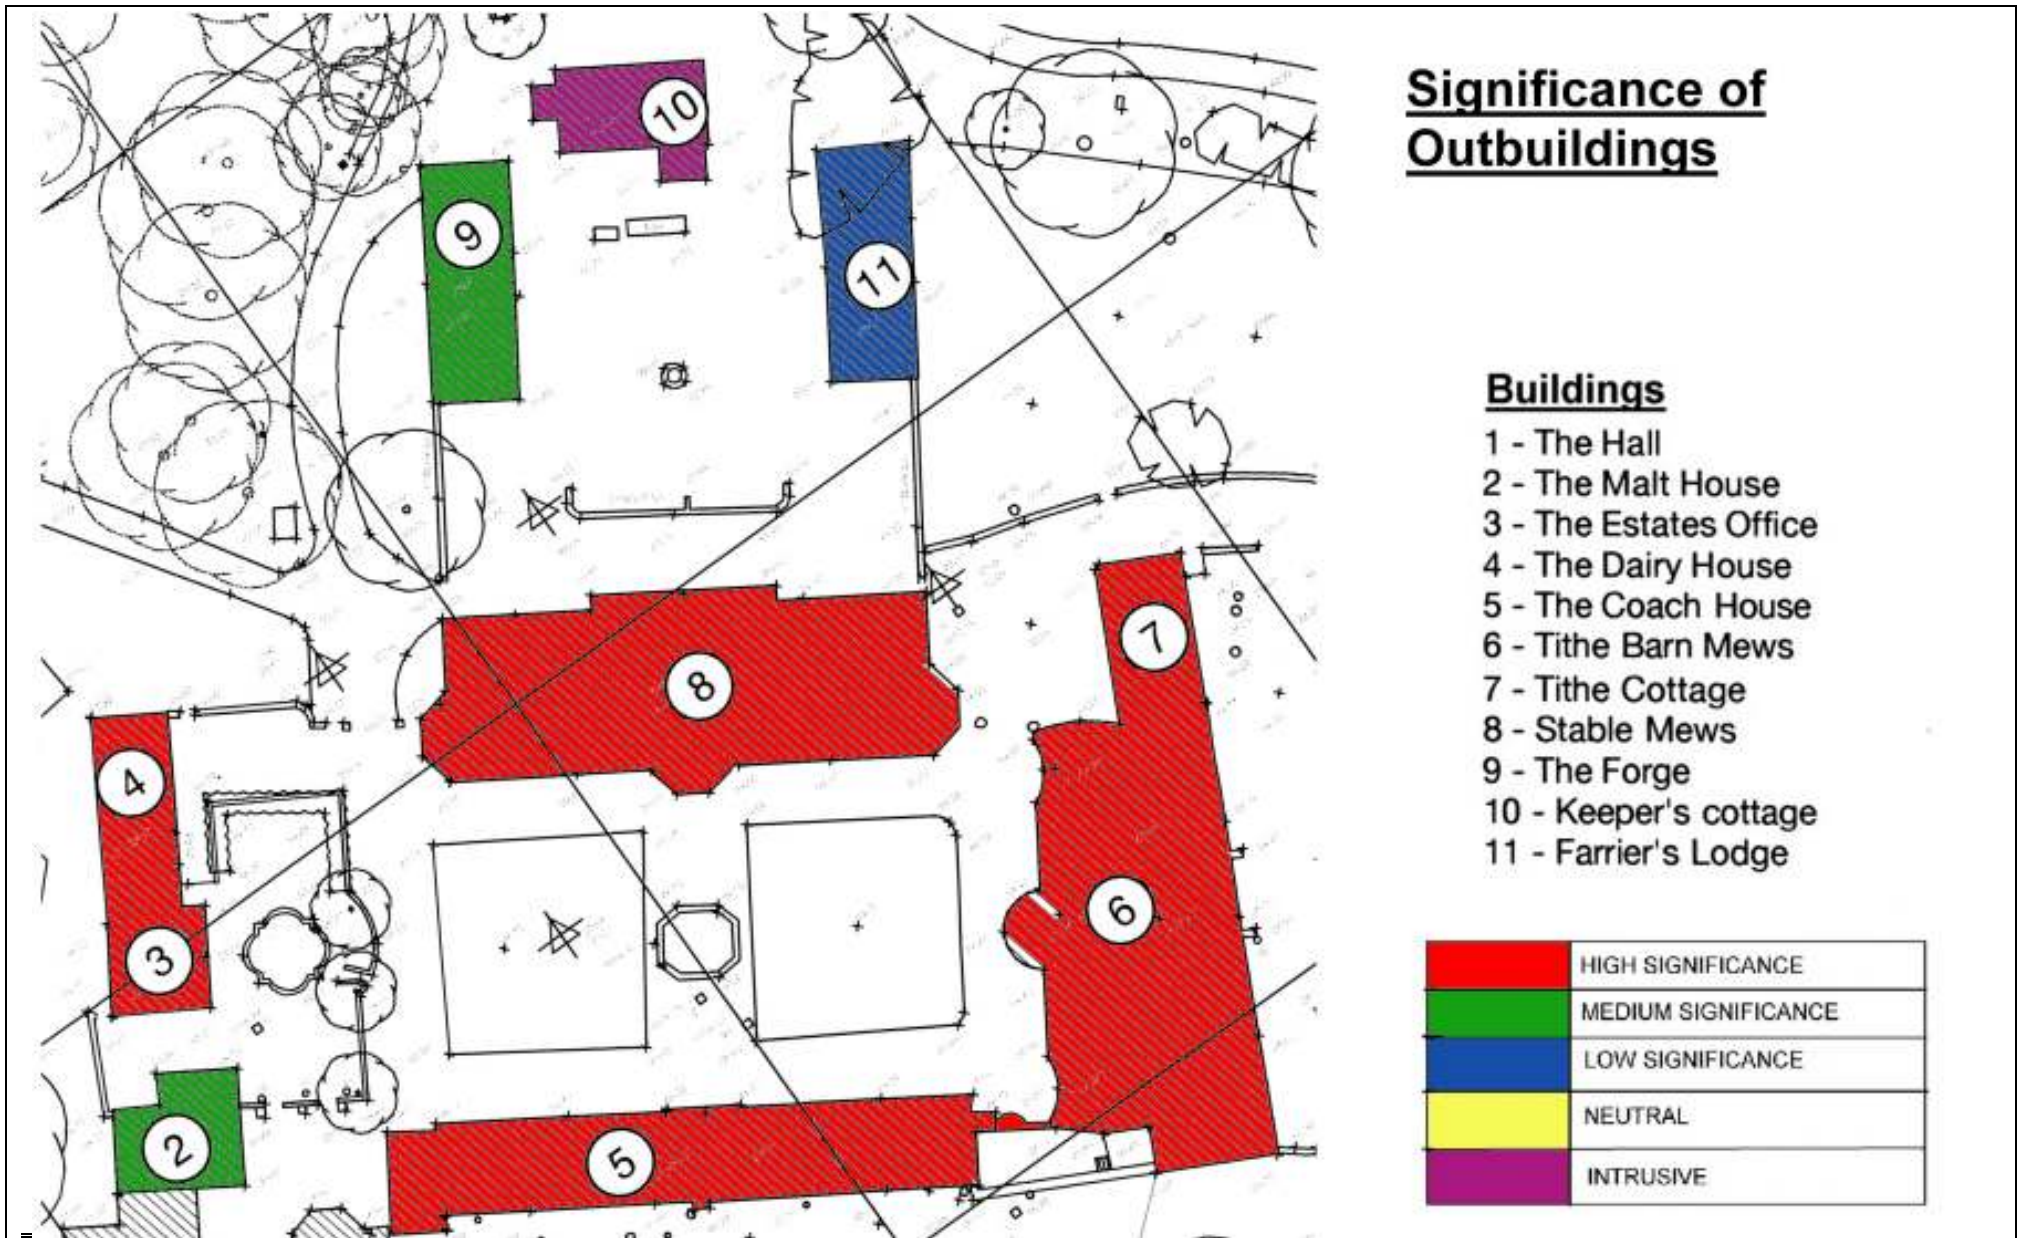 Significance of
Outbuildings
10
9
11
Buildings
1 - The Hall
2 - The Malt House
3 - The Estates Office
4 - The Dairy House
5 - The Coach House
6 - Tithe Barn Mews
7 - Tithe Cottage
8 - Stable Mews
9 - The Forge
10 - Keeper's cottage
11 - Farrier's Lodge
7
8
4
6
3
2
5
HIGH SIGNIFICANCE
MEDIUM SIGNIFICANCE
LOW SIGNIFICANCE
NEUTRAL
INTRUSIVE